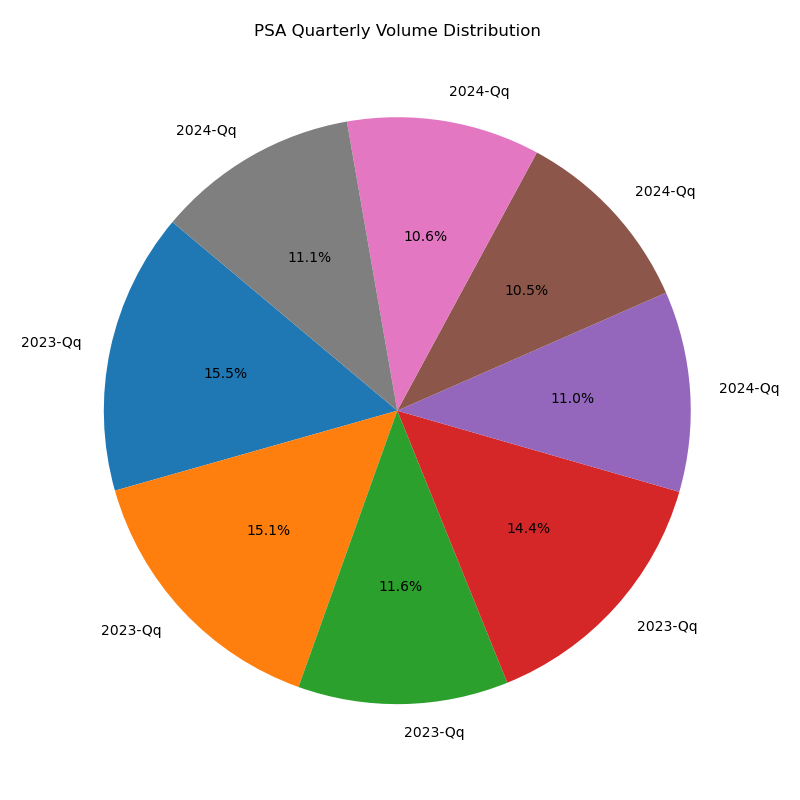 PSA Quarterly Volume Distribution
2024-Qq
2024-Qq
2024-Qq
10.6%
11.1%
10.5%
2023-Qq
15.5%
11.0%
2024-Qq
15.1%
14.4%
11.6%
2023-Qq
2023-Qq
2023-Qq